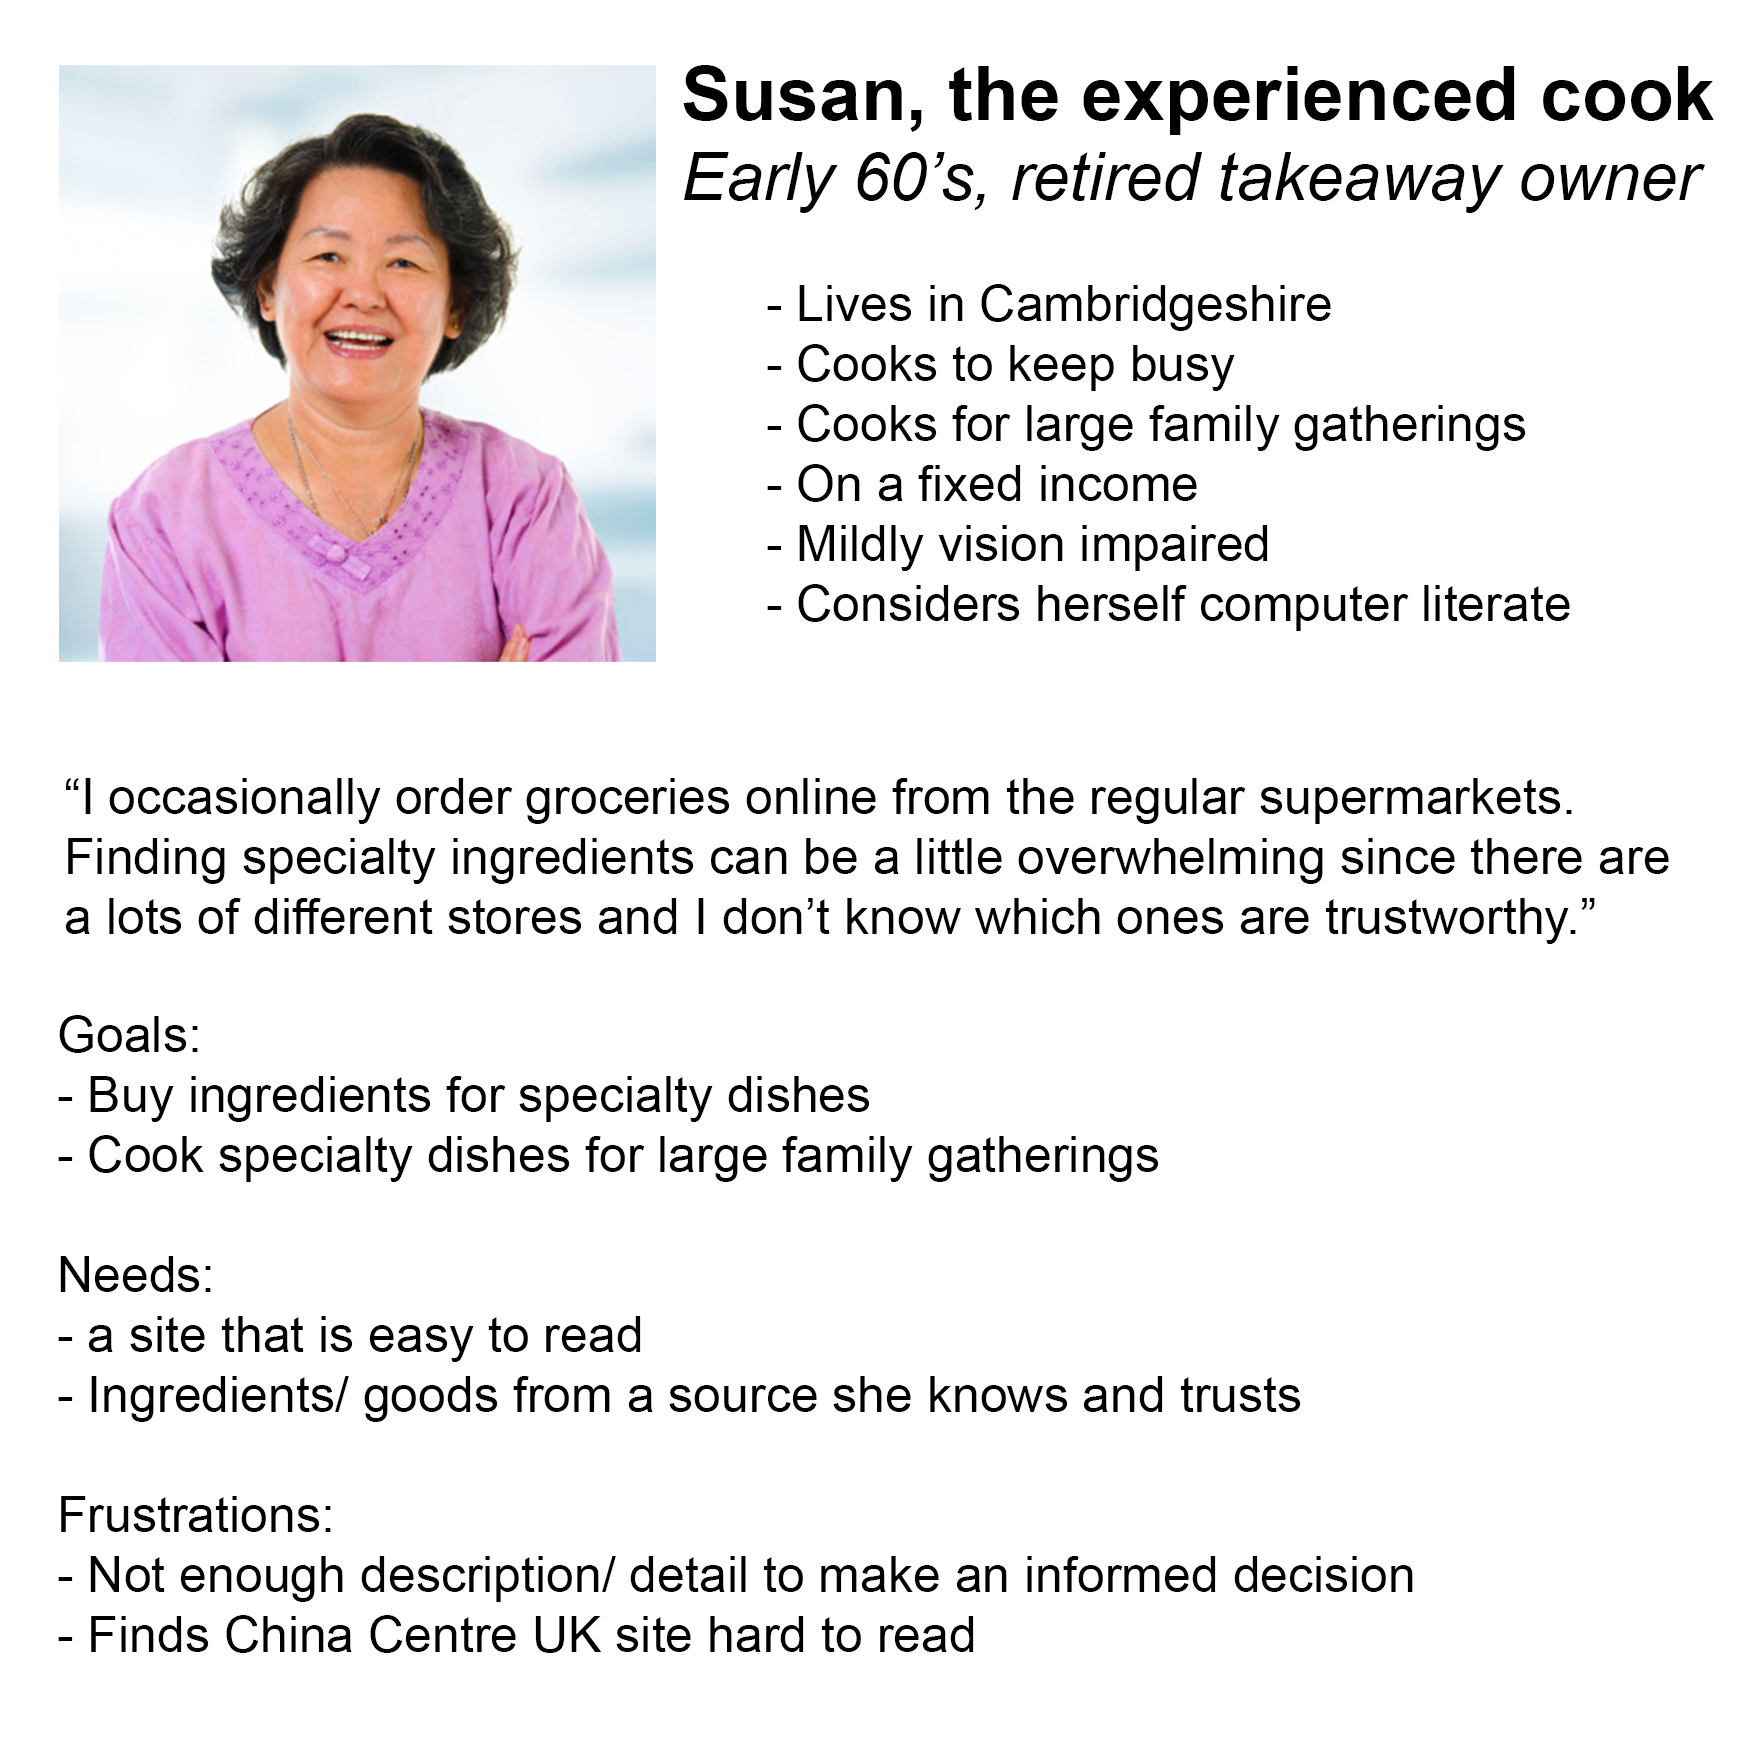 Susan, the experienced cook
Early 60’s, retired takeaway owner
- Lives in Cambridgeshire
- Cooks to keep busy
- Cooks for large family gatherings
- On a fixed income
- Mildly vision impaired
- Considers herself computer literate
“I occasionally order groceries online from the regular supermarkets.
Finding specialty ingredients can be a little overwhelming since there are
a lots of different stores and I don’t know which ones are trustworthy.”
Goals:
- Buy ingredients for specialty dishes
- Cook specialty dishes for large family gatherings
Needs:
- a site that is easy to read
- Ingredients/ goods from a source she knows and trusts
Frustrations:
- Not enough description/ detail to make an informed decision
- Finds China Centre UK site hard to read